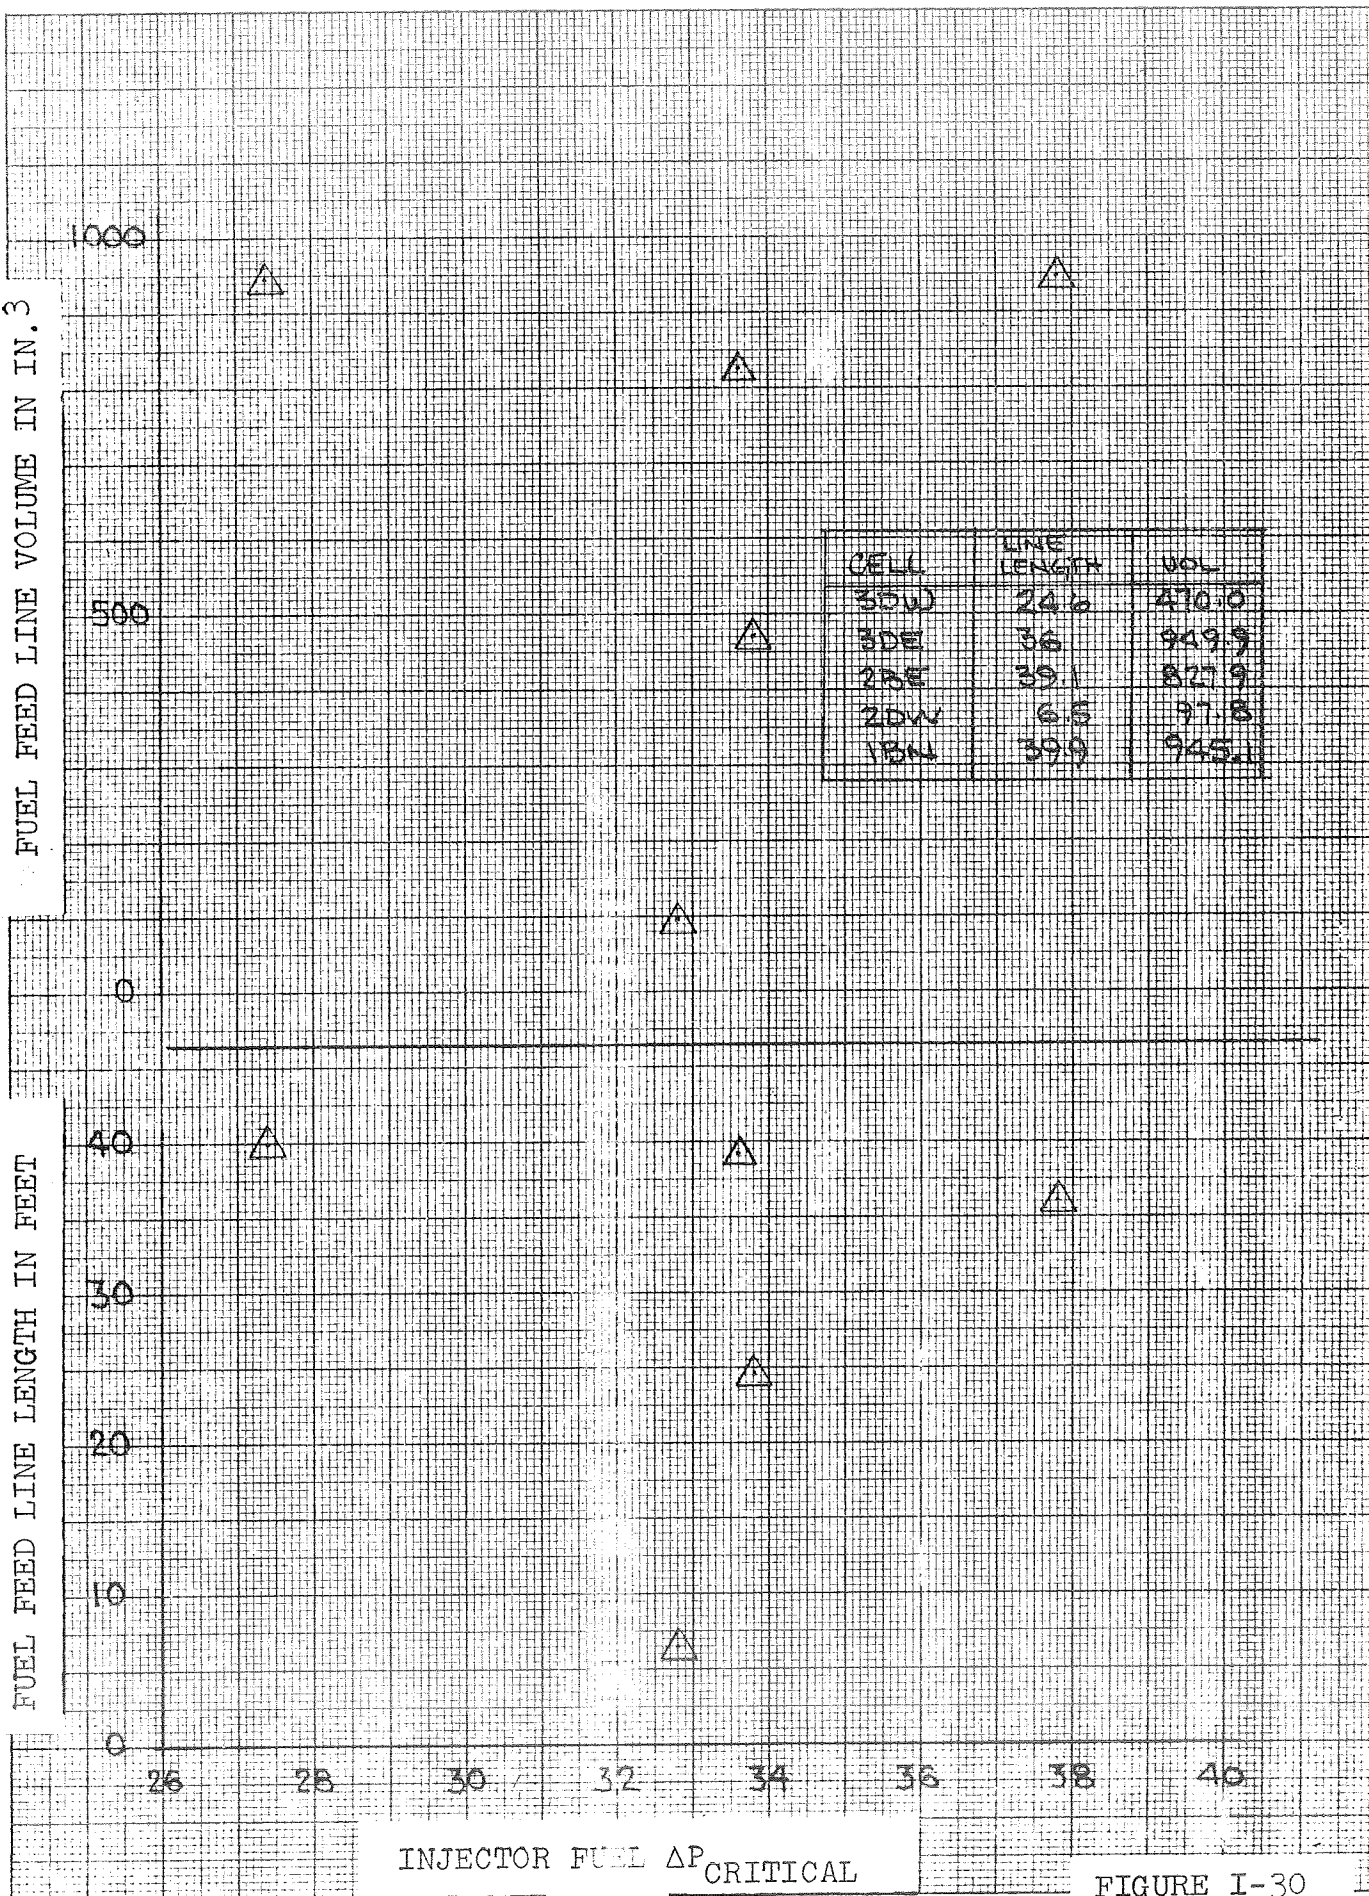 FUEL FEED LINE VOLUME IN IN.3
1000
500
0
CELL LINE LENGTH VOL
3DW 24.6 470.0
3DE 36 949.9
2BE 39.1 827.9
2DW 6.5 97.8
1BN 39.9 945.1
FUEL FEED LINE LENGTH IN FEET
40
30
20
10
0
26 28 30 32 34 36 38 40
INJECTOR FUEL ΔPCRITICAL
FIGURE I-30